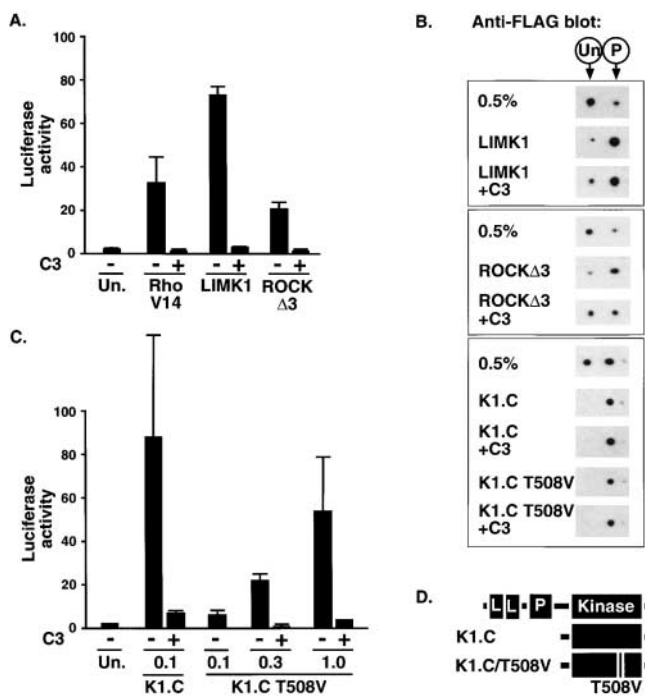 A.
Luciferase activity
100
80
60
40
20
0
C3 - - + - + - +
Un. Rho V14 LIMK1 ROCK Δ3
B. Anti-FLAG blot:
Un P
0.5%
LIMK1
LIMK1
+C3
0.5%
ROCKΔ3
ROCKΔ3
+C3
0.5%
K1.C
K1.C
+C3
K1.C T508V
K1.C T508V
+C3
C.
Luciferase activity
100
80
60
40
20
0
C3 - - + - - + - +
Un. 0.1 0.1 0.3 1.0
K1.C K1.C T508V
D.
L L P Kinase
K1.C
K1.C/T508V
T508V